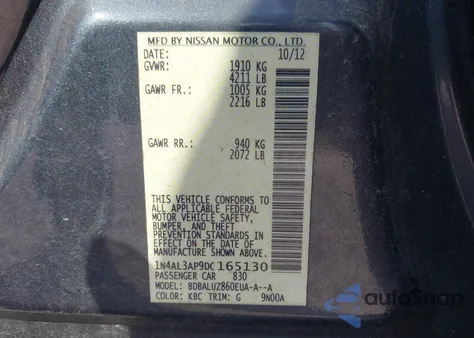 MFD BY NISSAN MOTOR CO., LTD.
DATE: 10/12
GVWR: 1910 KG
4211 LB
GAWR FR.: 1005 KG
2216 LB
GAWR RR.: 940 KG
2072 LB
THIS VEHICLE CONFORMS TO
ALL APPLICABLE FEDERAL
MOTOR VEHICLE SAFETY,
BUMPER, AND THEFT
PREVENTION STANDARDS IN
EFFECT ON THE DATE OF
MANUFACTURE SHOWN ABOVE.
1N4AL3AP9DC165130
PASSENGER CAR 830
MODEL: BDBALUZ860EUA-A--A
COLOR: KBC TRIM: G 9N00A
AutoSnap